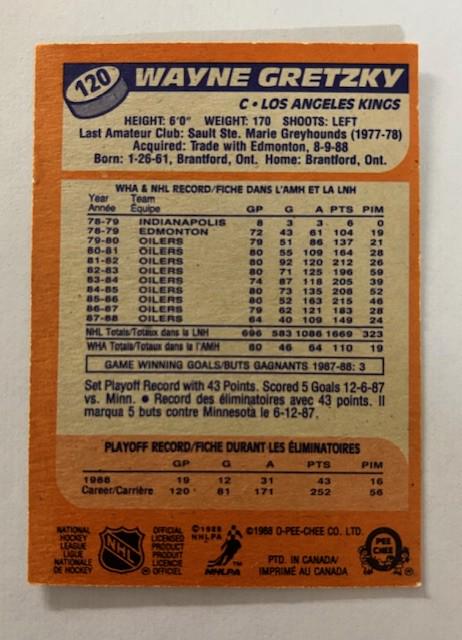 120
WAYNE GRETZKY
C • LOS ANGELES KINGS
HEIGHT: 6'0" WEIGHT: 170 SHOOTS: LEFT
Last Amateur Club: Sault Ste. Marie Greyhounds (1977-78)
Acquired: Trade with Edmonton, 8-9-88
Born: 1-26-61, Brantford, Ont. Home: Brantford, Ont.
WHA & NHL RECORD/FICHE DANS L'AMH ET LA LNH
Year Team
Année Équipe GP G A PTS PIM
78-79 INDIANAPOLIS 8 3 3 6 0
78-79 EDMONTON 72 43 61 104 19
79-80 OILERS 79 51 86 137 21
80-81 OILERS 80 55 109 164 28
81-82 OILERS 80 92 120 212 26
82-83 OILERS 80 71 125 196 59
83-84 OILERS 74 87 118 205 39
84-85 OILERS 80 73 135 208 52
85-86 OILERS 80 52 163 215 46
86-87 OILERS 79 62 121 183 28
87-88 OILERS 64 40 109 149 24
NHL Totals/Totaux dans la LNH 696 583 1086 1669 323
WHA Totals/Totaux dans la l'AMH 80 46 64 110 19
GAME WINNING GOALS/BUTS GAGNANTS 1987-88: 3
Set Playoff Record with 43 Points. Scored 5 Goals 12-6-87
vs. Minn. • Record des éliminatoires avec 43 points. Il
marqua 5 buts contre Minnesota le 6-12-87.
PLAYOFF RECORD/FICHE DURANT LES ÉLIMINATOIRES
GP G A PTS PIM
1988 19 12 31 43 16
Career/Carrière 120 81 171 252 56
NATIONAL
HOCKEY
LEAGUE
LIGUE
NATIONALE
DE HOCKEY
NHL
OFFICIAL
LICENSED
PRODUCT
PRODUIT
LICENCIE
OFFICIEL
©1988
NHLPA
NHLPA
™
©1988 O-PEE-CHEE CO. LTD.
PTD. IN CANADA/
IMPRIMÉ AU CANADA
O
PEE
CHEE